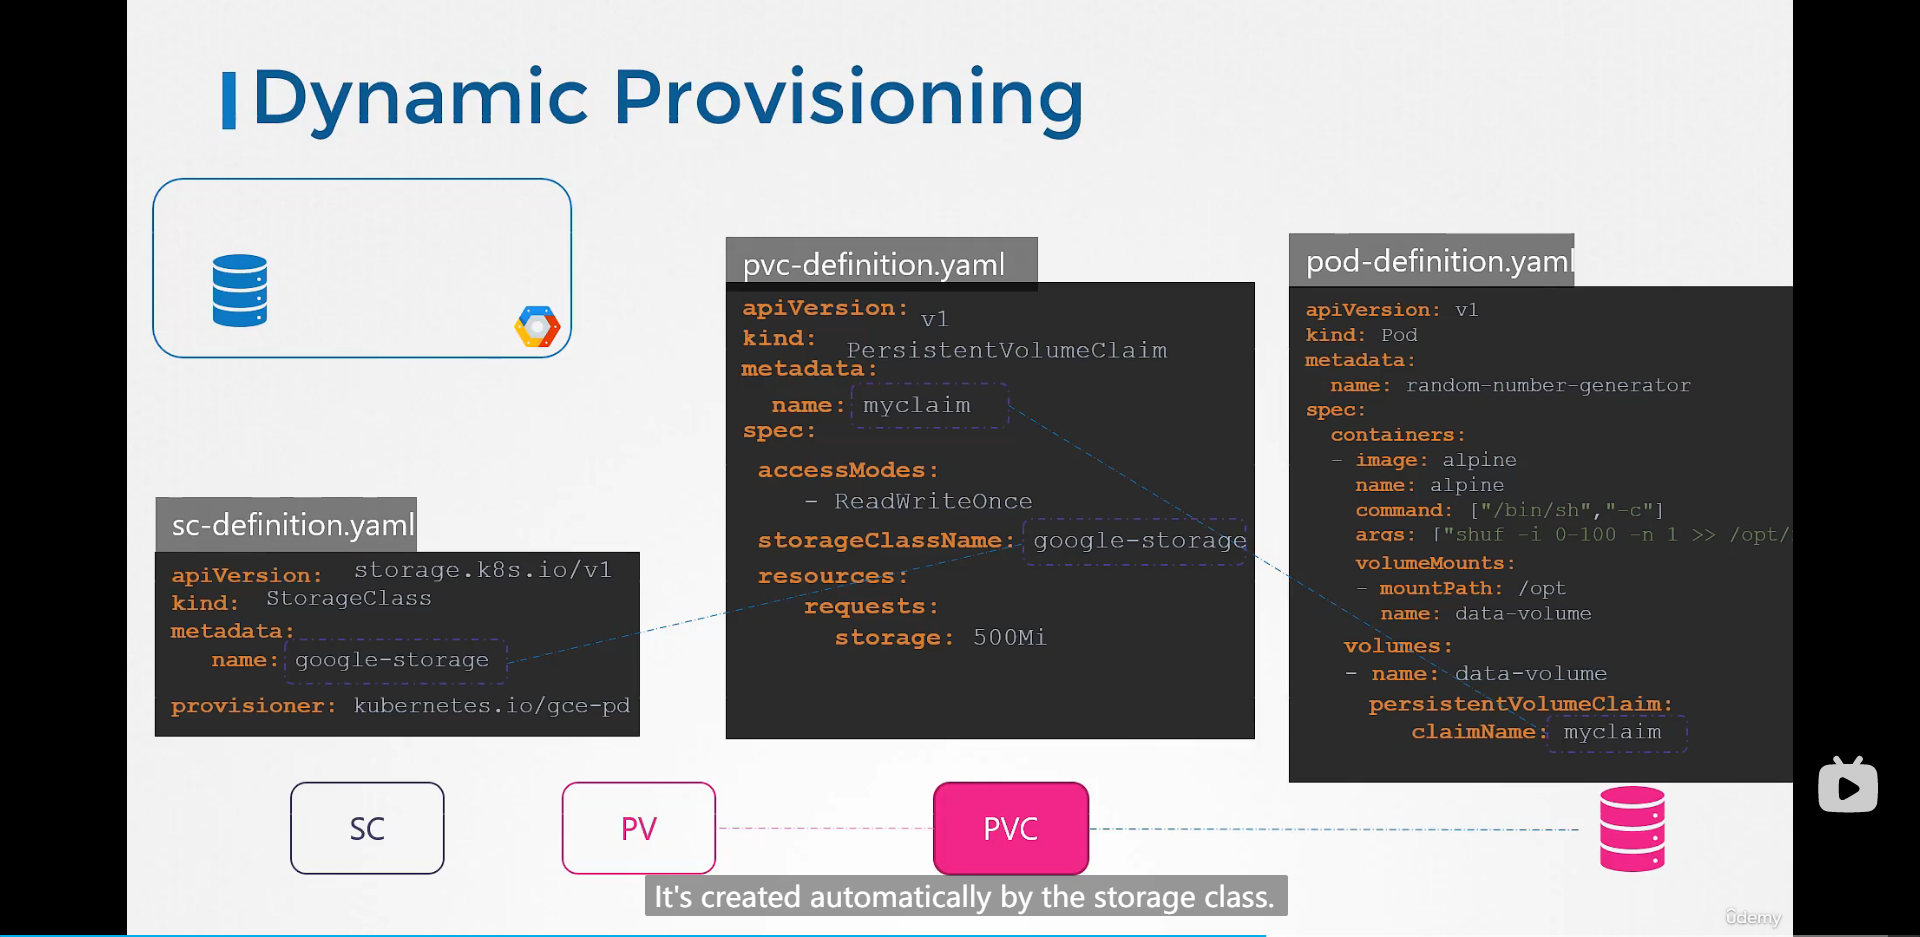 Dynamic Provisioning
sc-definition.yaml
apiVersion: storage.k8s.io/v1
kind: StorageClass
metadata:
name: google-storage
provisioner: kubernetes.io/gce-pd
pvc-definition.yaml
apiVersion: v1
kind: PersistentVolumeClaim
metadata:
name: myclaim
spec:
accessModes:
- ReadWriteOnce
storageClassName: google-storage
resources:
requests:
storage: 500Mi
pod-definition.yaml
apiVersion: v1
kind: Pod
metadata:
name: random-number-generator
spec:
containers:
- image: alpine
name: alpine
command: ["/bin/sh","-c"]
args: ["shuf -i 0-100 -n 1 >> /opt/
volumeMounts:
- mountPath: /opt
name: data-volume
volumes:
- name: data-volume
persistentVolumeClaim:
claimName: myclaim
SC
PV
PVC
It's created automatically by the storage class.
ûdemy